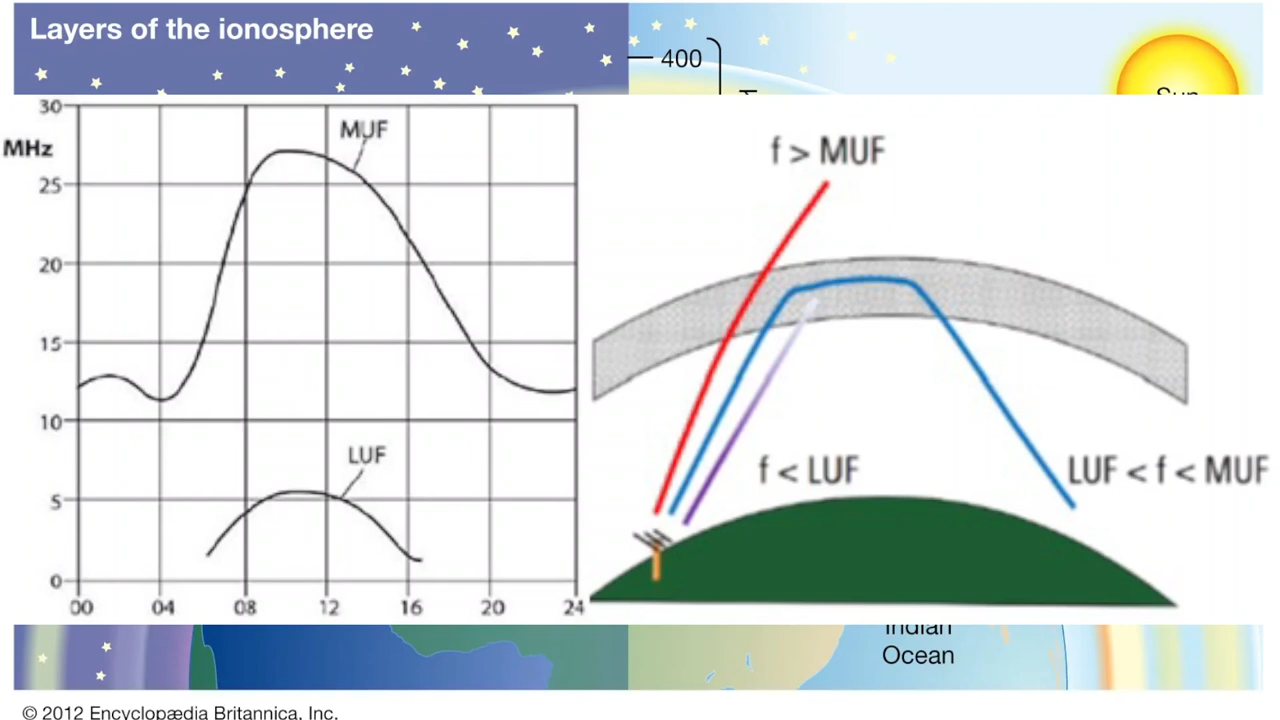 Layers of the ionosphere
400
30
MHz
25
20
15
10
5
0
00 04 08 12 16 20 24
MUF
LUF
f > MUF
f < LUF
LUF < f < MUF
Sun
Indian
Ocean
© 2012 Encyclopædia Britannica, Inc.